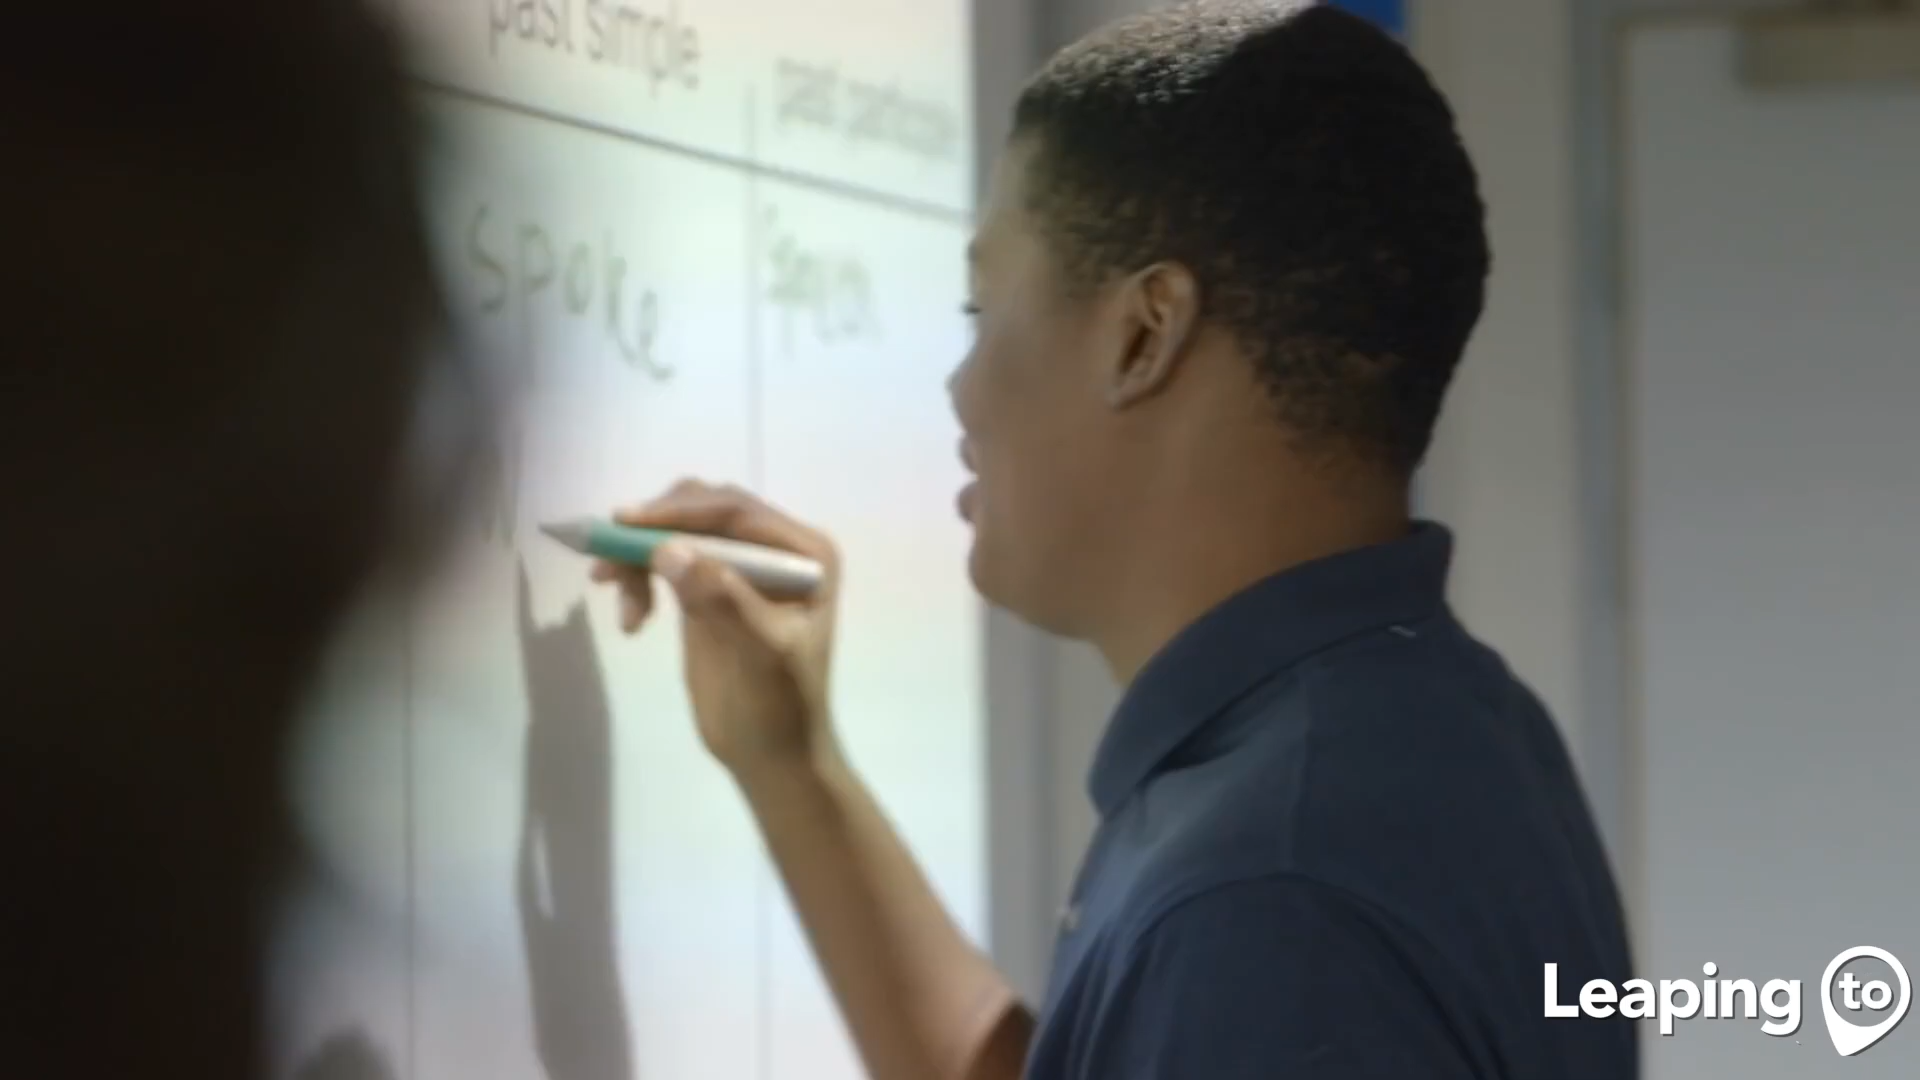 past simple
past participle
spoke
Leaping to